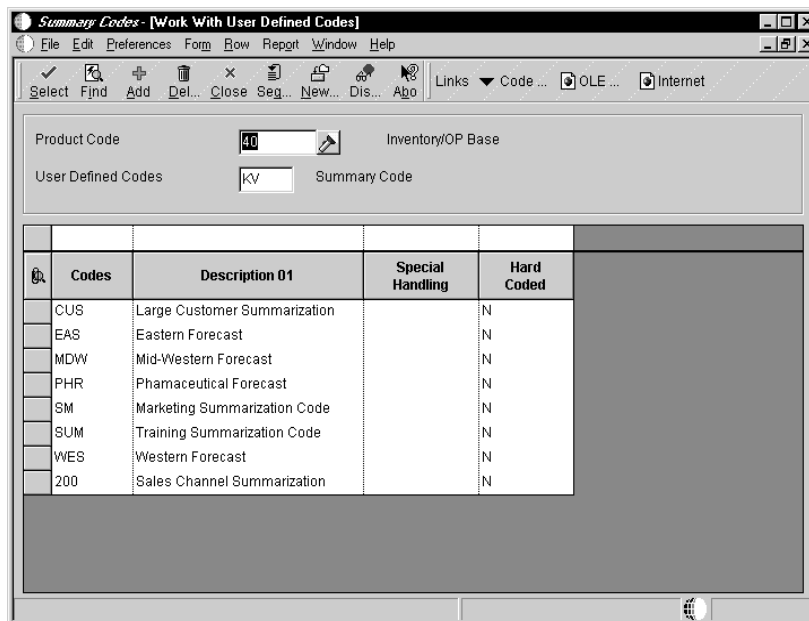 Summary Codes - [Work With User Defined Codes]
File Edit Preferences Form Row Report Window Help
Select Find Add Del... Close Seq... New... Dis... Abo Links Code ... OLE ... Internet
Product Code 40 Inventory/OP Base
User Defined Codes KV Summary Code
Codes Description 01 Special Handling Hard Coded
CUS Large Customer Summarization N
EAS Eastern Forecast N
MDW Mid-Western Forecast N
PHR Phamaceutical Forecast N
SM Marketing Summarization Code N
SUM Training Summarization Code N
WES Western Forecast N
200 Sales Channel Summarization N